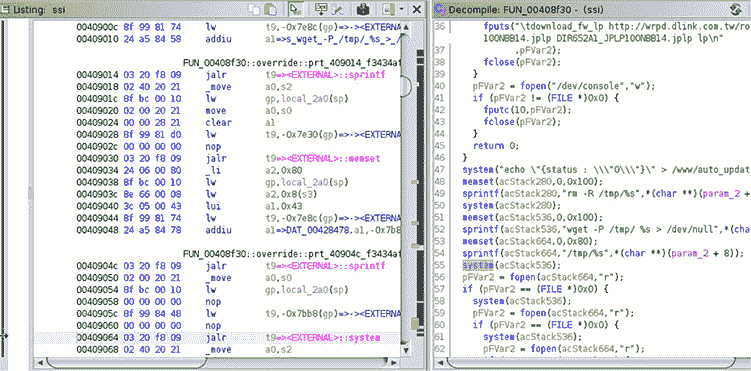 Listing: ssi
0040900c 8f 99 81 74 lw t9,-0x7e8c(gp)=><EXTERNAL
00409010 24 a5 84 58 addiu a1=>s_wget_-P_/tmp/_%s_>_/
FUN_00408f30::override::prt_409014_f3434af
00409014 03 20 f8 09 jalr t9=><EXTERNAL>::sprintf
00409018 02 40 20 21 _move a0,s2
0040901c 8f bc 00 10 lw gp,local_2a0(sp)
00409020 02 00 20 21 move a0,s0
00409024 00 00 28 21 clear a1
00409028 8f 99 81 d0 lw t9,-0x7e30(gp)=>-><EXTER
0040902c 00 00 00 00 nop
00409030 03 20 f8 09 jalr t9=><EXTERNAL>::memset
00409034 24 06 00 80 _li a2,0x80
00409038 8f bc 00 10 lw gp,local_2a0(sp)
0040903c 8e 66 00 08 lw a2,0x8(s3)
00409040 3c 05 00 43 lui a1,0x43
00409044 8f 99 81 74 lw t9,-0x7e8c(gp)=>-><EXTER
00409048 24 a5 84 78 addiu a1=>DAT_00428478,a1,-0x7b8
FUN_00408f30::override::prt_40904c_f3434af
0040904c 03 20 f8 09 jalr t9=><EXTERNAL>::sprintf
00409050 02 00 20 21 _move a0,s0
00409054 8f bc 00 10 lw gp,local_2a0(sp)
00409058 00 00 00 00 nop
0040905c 8f 99 84 48 lw t9,-0x7bb8(gp)=>-><EXTER
00409060 00 00 00 00 nop
00409064 03 20 f8 09 jalr t9=><EXTERNAL>::system
00409068 02 40 20 21 _move a0,s2
Decompile: FUN_00408f30 - (ssi)
36 fputs("\tdownload_fw_lp http://wrpd.dlink.com.tw/ro
100NBB14.jplp DIR652A1_JPLP100NBB14.jplp lp\n"
37 ,pFVar2);
38 fclose(pFVar2);
39 }
40 pFVar2 = fopen("/dev/console","w");
41 if (pFVar2 != (FILE *)0x0) {
42 fputc(10,pFVar2);
43 fclose(pFVar2);
44 }
45 return 0;
46 }
47 system("echo \"{status : \\\"0\\\"}\" > /www/auto_updat
48 memset(acStack280,0,0x100);
49 sprintf(acStack280,"rm -R /tmp/%s",*(char **)(param_2 +
50 system(acStack280);
51 memset(acStack536,0,0x100);
52 sprintf(acStack536,"wget -P /tmp/ %s > /dev/null",*(cha
53 memset(acStack664,0,0x80);
54 sprintf(acStack664,"/tmp/%s",*(char **)(param_2 + 8));
55 system(acStack536);
56 pFVar2 = fopen(acStack664,"r");
57 if (pFVar2 == (FILE *)0x0) {
58 system(acStack536);
59 pFVar2 = fopen(acStack664,"r");
60 if (pFVar2 == (FILE *)0x0) {
61 system(acStack536);
62 pFVar2 = fopen(acStack664,"r");